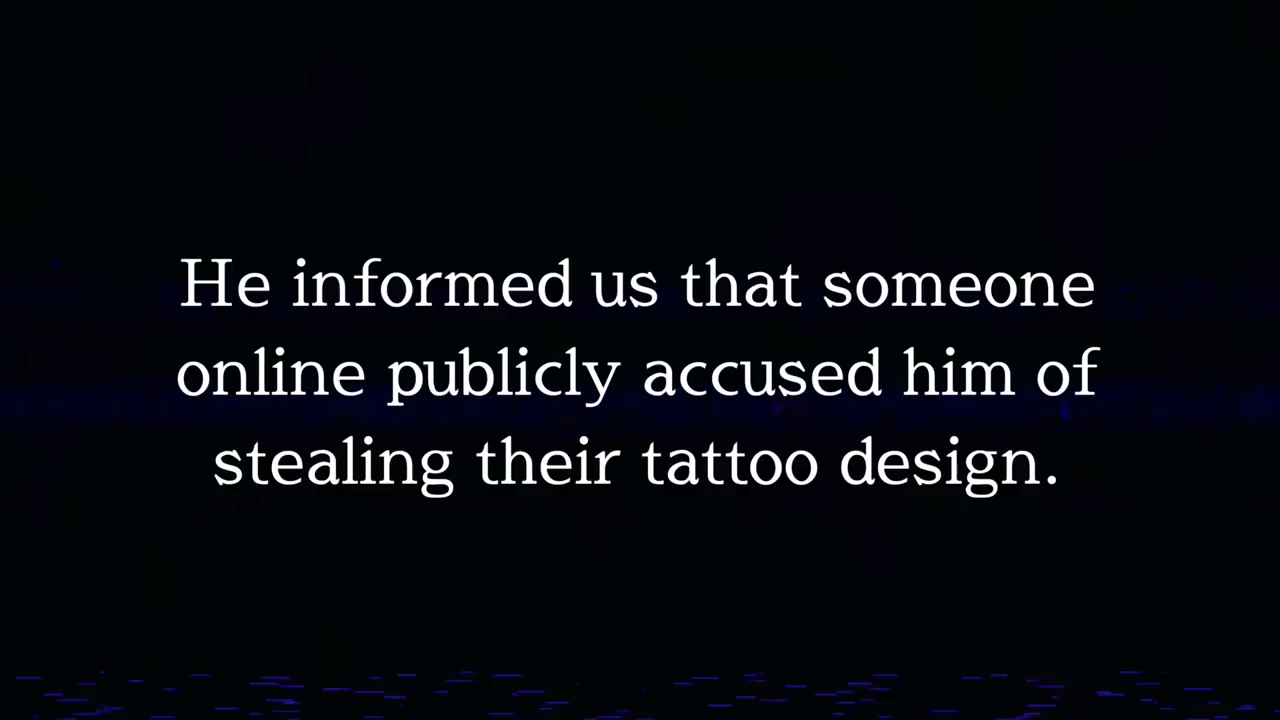 He informed us that someone
online publicly accused him of
stealing their tattoo design.